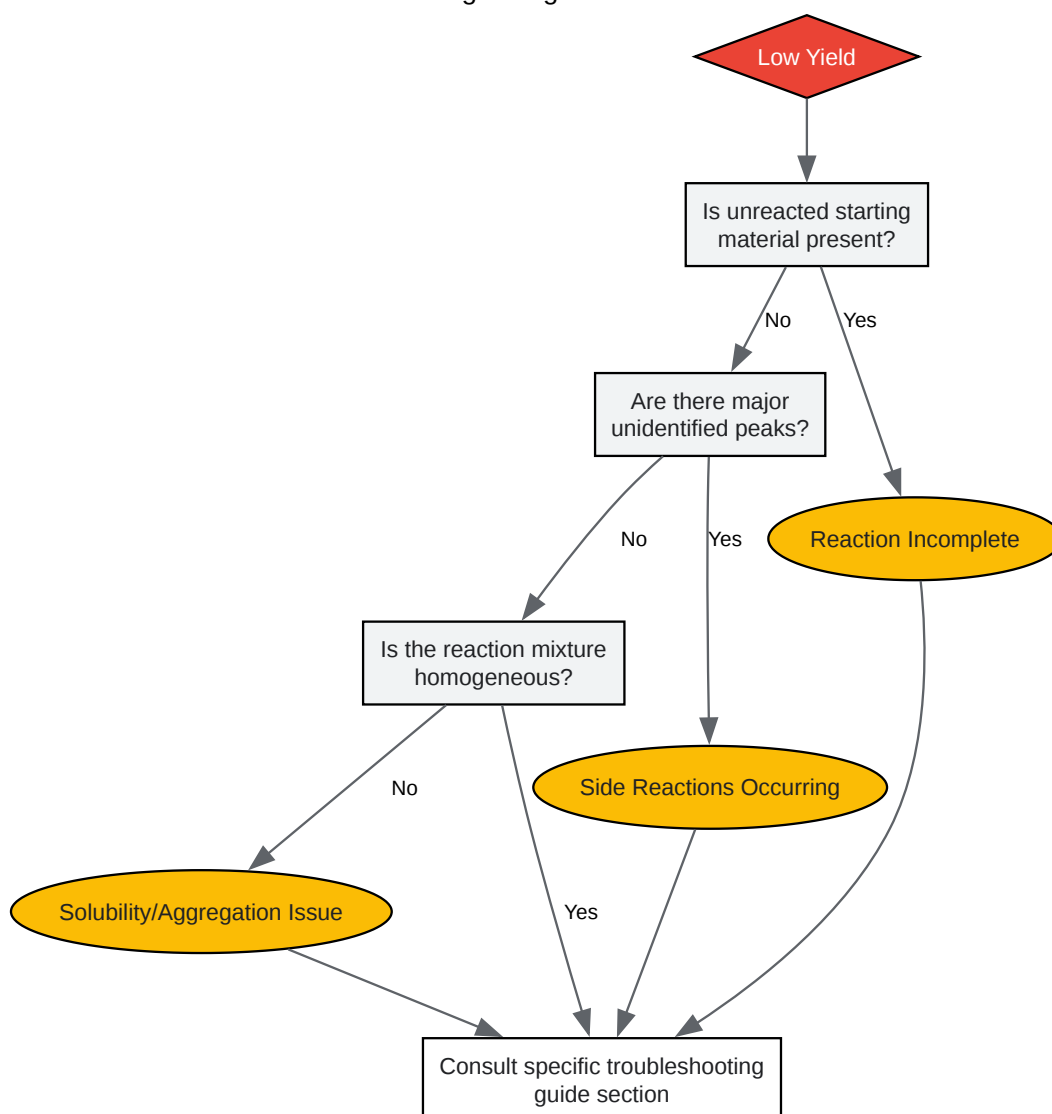 Low Yield
Is unreacted starting
material present?
No
Yes
Are there major
unidentified peaks?
No
Yes
Reaction Incomplete
Is the reaction mixture
homogeneous?
No
Yes
Side Reactions Occurring
Solubility/Aggregation Issue
Consult specific troubleshooting
guide section